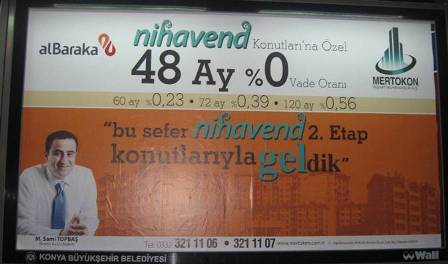 alBaraka
nihavend Konutları'na Özel
48 Ay %0 Vade Oranı
MERTOKON
60 ay %0,23 • 72 ay %0,39 • 120 ay %0,56
"bu sefer nihavend 2. Etap
konutlarıyla geldik"
M. Sami TOPBAŞ
Tel: 0332 321 11 06 • 321 11 07
KONYA BÜYÜKŞEHİR BELEDİYESİ
Wall